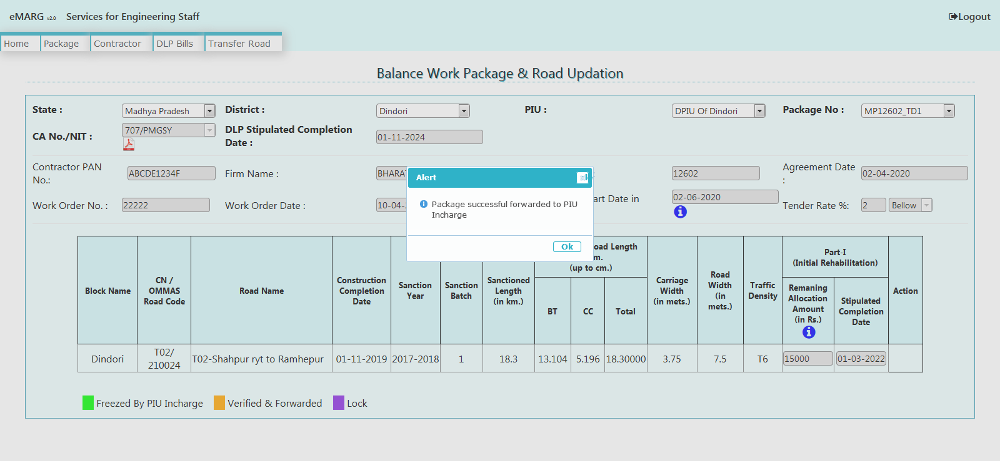 eMARG v2.0 Services for Engineering Staff
Logout
Home Package Contractor DLP Bills Transfer Road
Balance Work Package & Road Updation
State : Madhya Pradesh District : Dindori PIU : DPIU Of Dindori Package No : MP12602_TD1
CA No./NIT : 707/PMGSY DLP Stipulated Completion Date : 01-11-2024
Contractor PAN No.: ABCDE1234F Firm Name : 12602 Agreement Date : 02-04-2020
Work Order No. : 22222 Work Order Date : 10-04- Date in 02-06-2020 Tender Rate %: 2 Bellow
Alert
Package successful forwarded to PIU
Incharge
Ok
Block Name
CN /
OMMAS
Road Code
Road Name
Construction
Completion
Date
Sanction
Year
Sanction
Batch
Sanctioned
Length
(in km.)
Length
(up to cm.)
BT CC Total
Carriage
Width
(in mets.)
Road
Width
(in
mets.)
Traffic
Density
Part-I
(Initial Rehabilitation)
Remaning
Allocation
Amount
(in Rs.)
Stipulated
Completion
Date
Action
Dindori T02/ 210024 T02-Shahpur ryt to Ramhepur 01-11-2019 2017-2018 1 18.3 13.104 5.196 18.30000 3.75 7.5 T6 15000 01-03-2022
Freezed By PIU Incharge Verified & Forwarded Lock